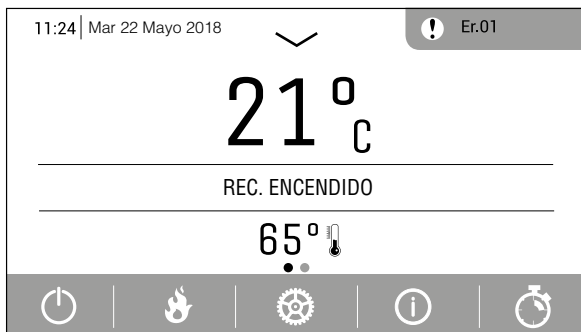 11:24 Mar 22 Mayo 2018
Er.01
21°C
REC. ENCENDIDO
65°